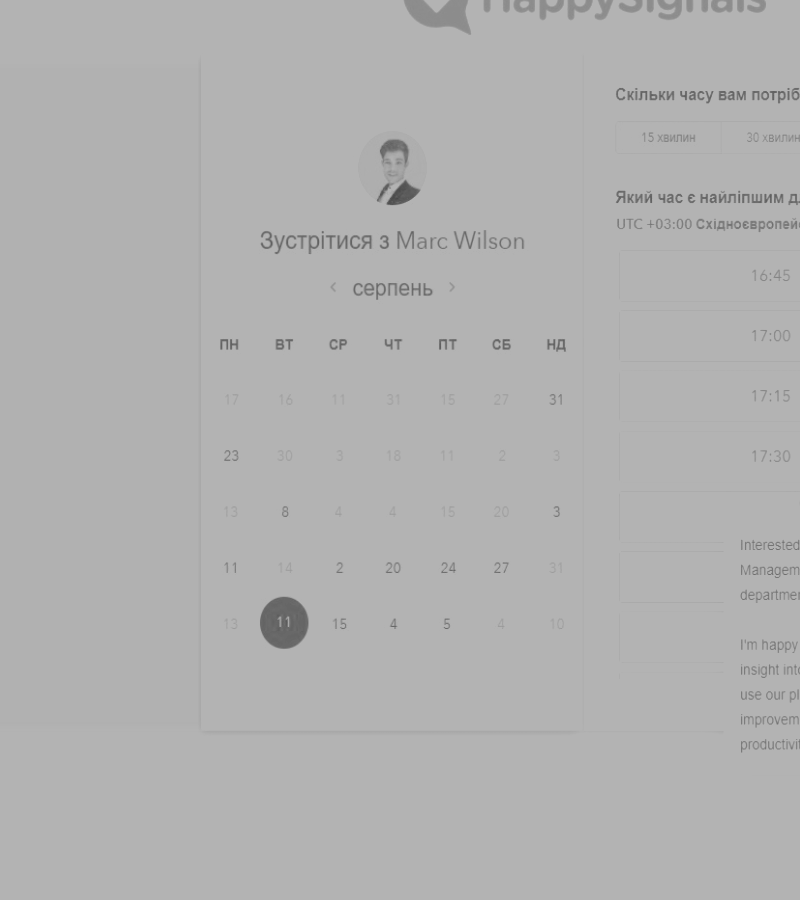 HappySignals
Зустрітися з Marc Wilson
серпень
ПН ВТ СР ЧТ ПТ СБ НД
17 16 11 31 15 27 31
23 30 3 18 11 2 3
13 8 4 4 15 20 3
11 14 2 20 24 27 31
13 11 15 4 5 4 10
Скільки часу вам потріб
15 хвилин 30 хвилин
Який час є найліпшим д
UTC +03:00 Східноєвропейс
16:45
17:00
17:15
17:30
Interested
Managem
departmen
I'm happy
insight into
use our pl
improvem
productivit